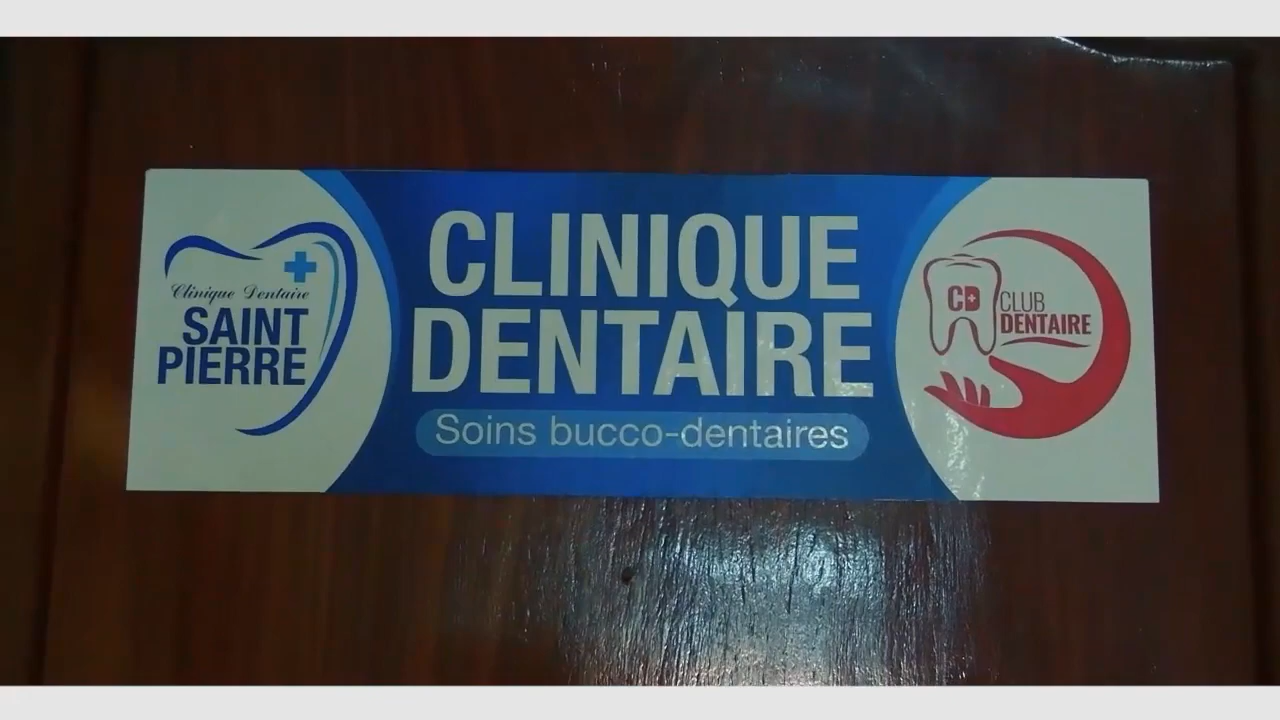 Clinique Dentaire
SAINT
PIERRE
CLINIQUE
DENTAIRE
Soins bucco-dentaires
CD
CLUB
DENTAIRE